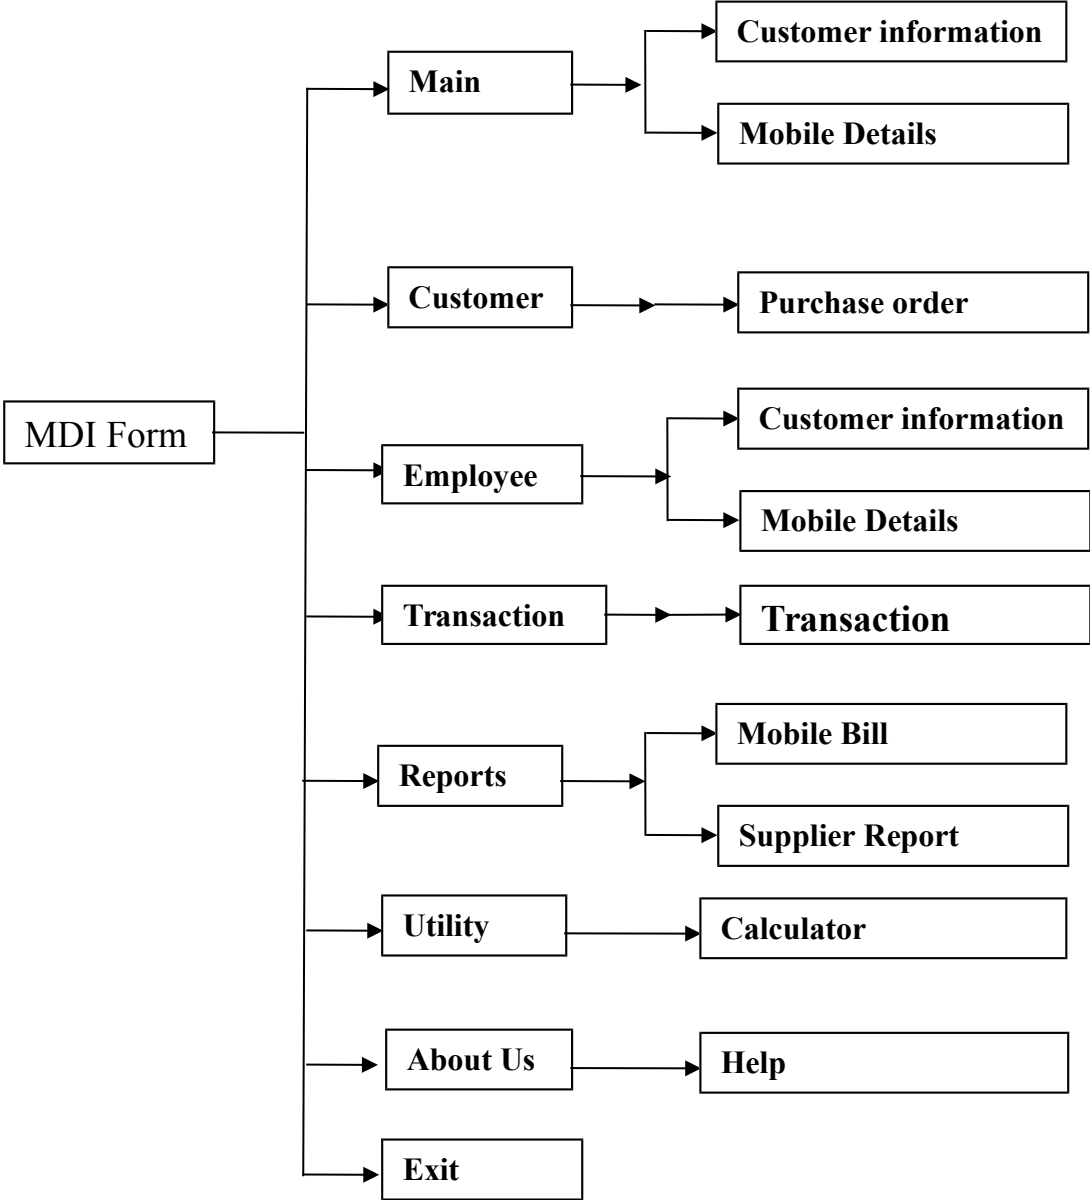 Customer information
Main
Mobile Details
Customer
Purchase order
MDI Form
Customer information
Employee
Mobile Details
Transaction
Transaction
Mobile Bill
Reports
Supplier Report
Utility
Calculator
About Us
Help
Exit